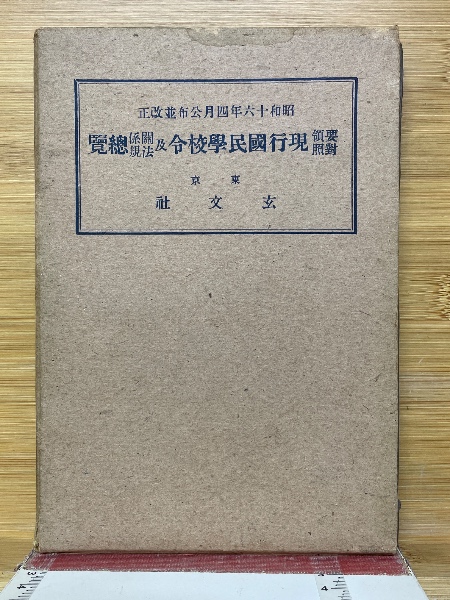 昭和十六年四月公布並改正
要領對照現行國民學校令及關係法規總覽
東京
玄文社
4